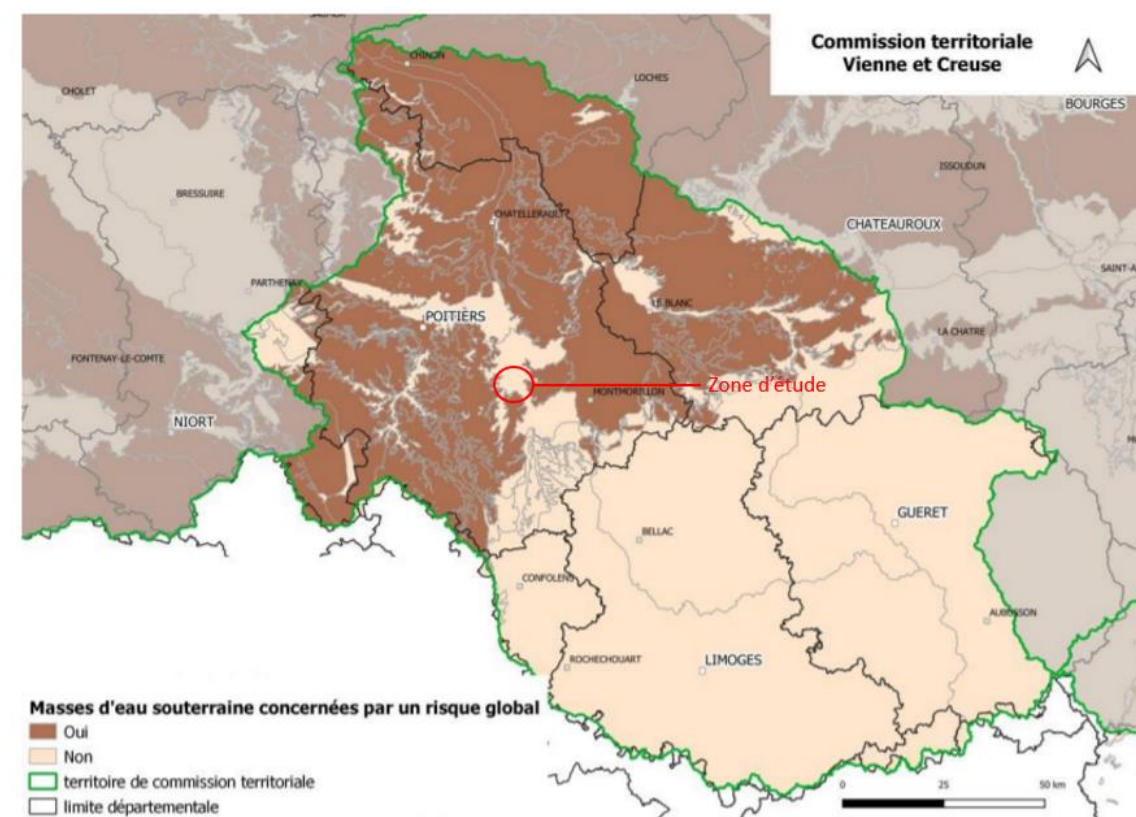 Commission territoriale
Vienne et Creuse
CHINON
LOCHES
CHOLET
BOURGES
ISSOUDUN
BRESSUIRE
CHATELLERAULT
CHATEAUROUX
PARTHENAY
SAINT-A
LE BLANC
POITIERS
LA CHATRE
FONTENAY-LE-COMTE
Zone d'étude
MONTMORILLON
NIORT
GUERET
BELLAC
CONFOLENS
AUBUSSON
ROCHECHOUART
LIMOGES
Masses d'eau souterraine concernées par un risque global
Oui
Non
territoire de commission territoriale
limite départementale
0 25 50 km